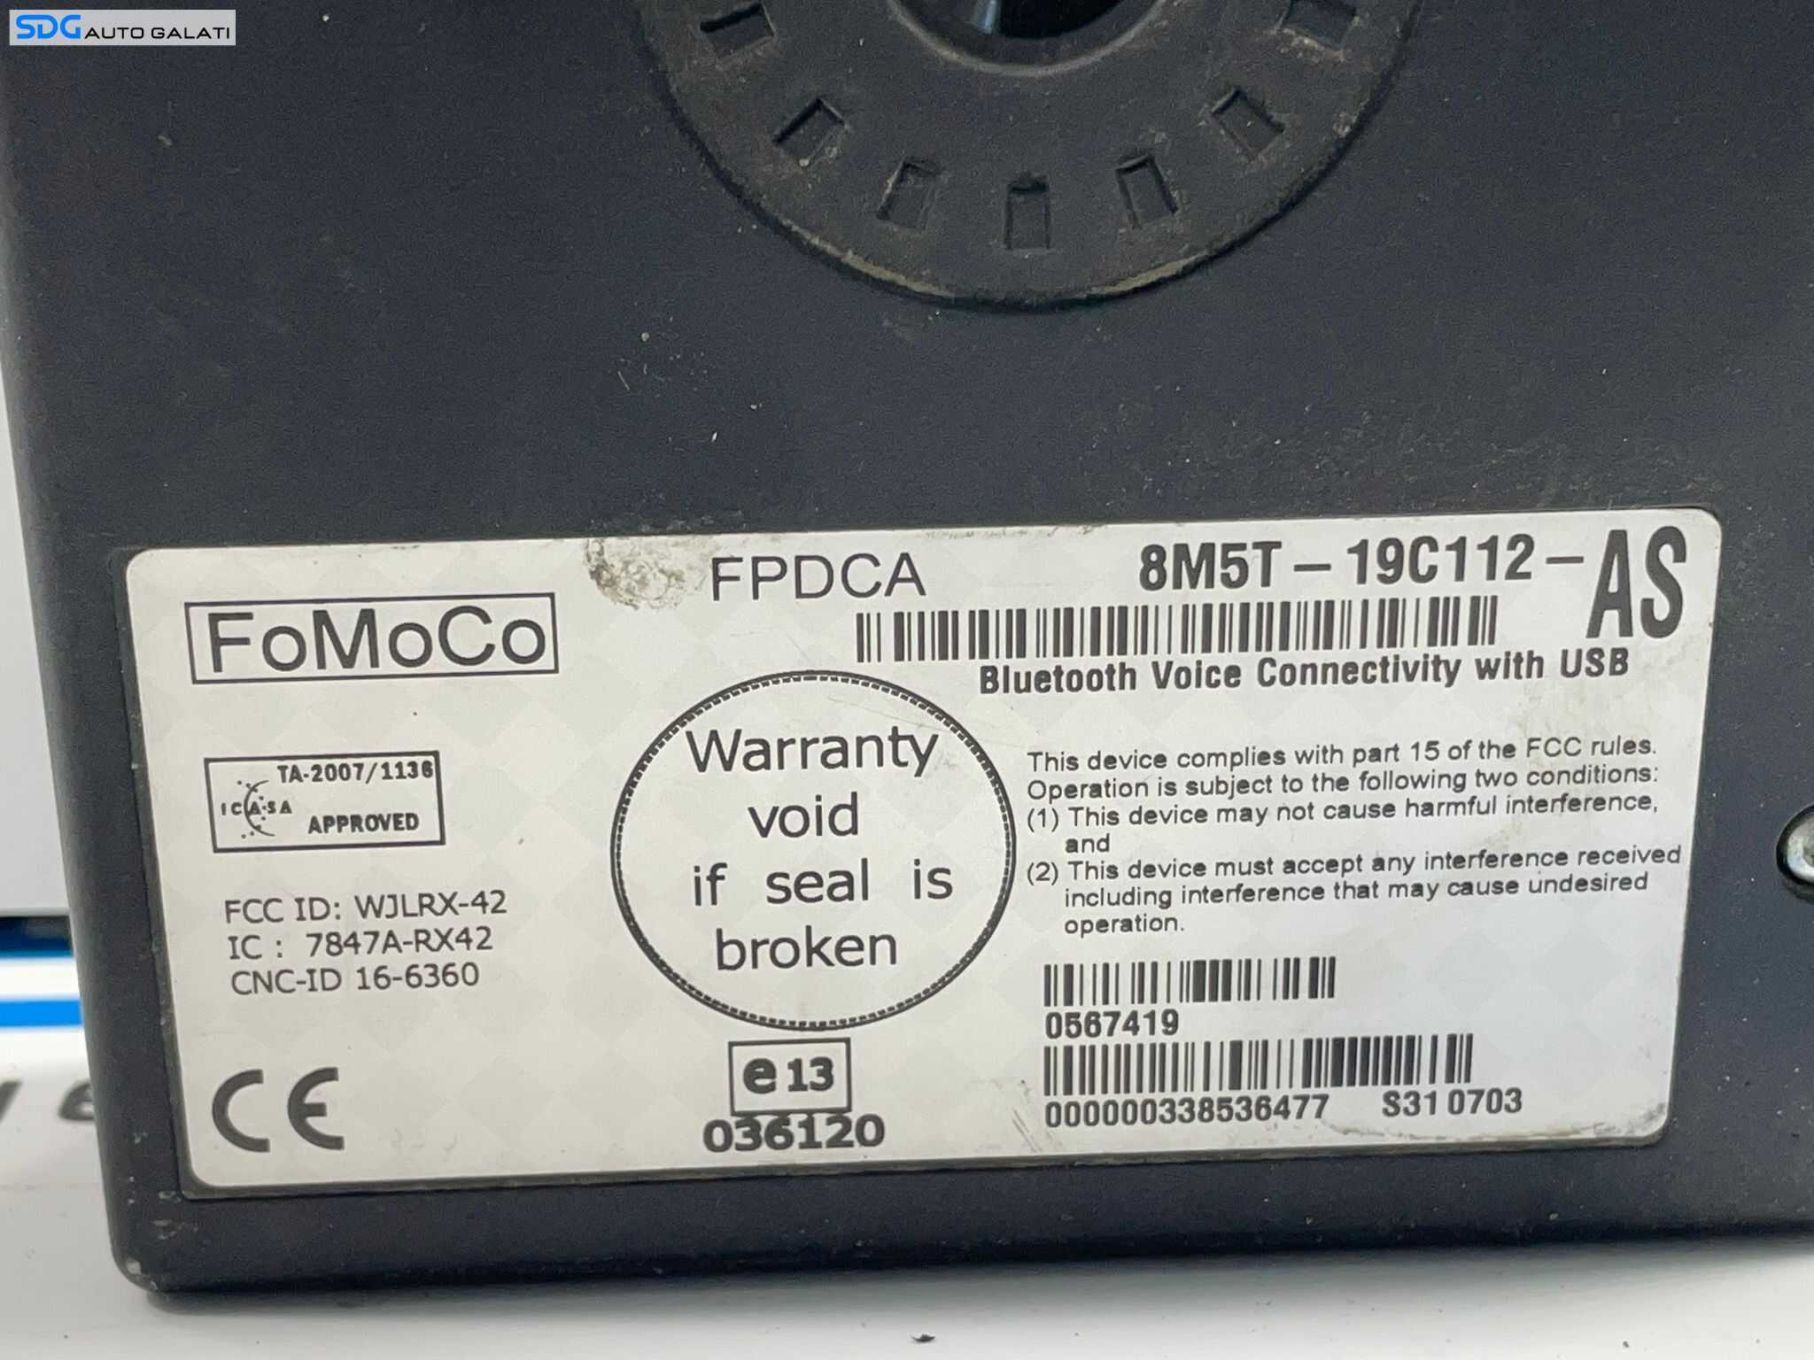 SDG AUTO GALATI
FPDCA
8M5T-19C112-AS
FoMoCo
Bluetooth Voice Connectivity with USB
TA-2007/1136
ICASA
APPROVED
Warranty
void
if seal is
broken
This device complies with part 15 of the FCC rules.
Operation is subject to the following two conditions:
(1) This device may not cause harmful interference,
and
(2) This device must accept any interference received
including interference that may cause undesired
operation.
FCC ID: WJLRX-42
IC : 7847A-RX42
CNC-ID 16-6360
0567419
CE
e13
036120
000000338536477 S31 0703